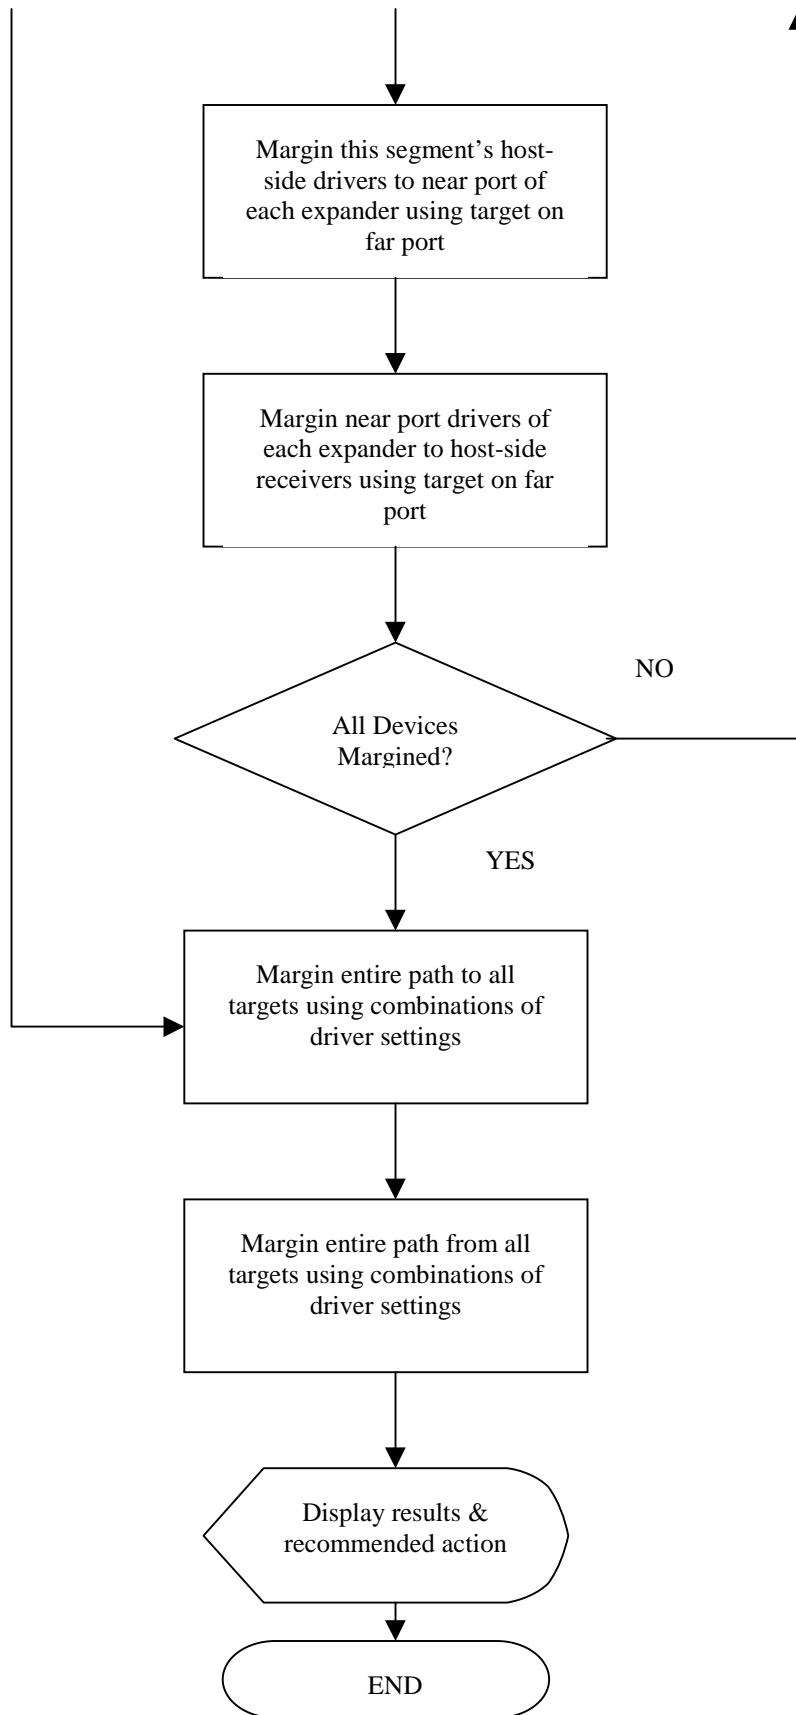 Margin this segment’s host-
side drivers to near port of
each expander using target on
far port
Margin near port drivers of
each expander to host-side
receivers using target on far
port
NO
All Devices
Margined?
YES
Margin entire path to all
targets using combinations of
driver settings
Margin entire path from all
targets using combinations of
driver settings
Display results &
recommended action
END